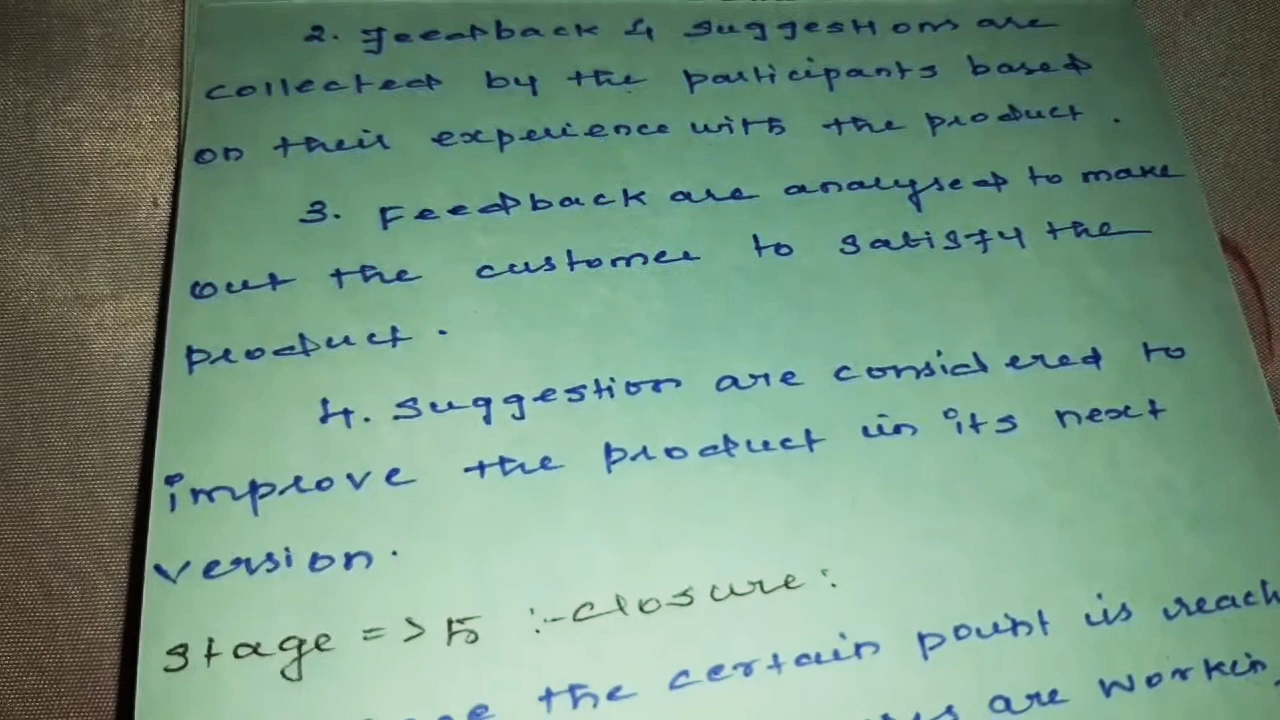 2. Feedback & suggestions are
collected by the participants based
on their experience with the product.
3. Feedback are analysed to make
out the customer to satisfy the
product.
4. suggestion are considered to
improve the product in its next
version.
stage => 5 :- closure:
the certain point is reach
are workin